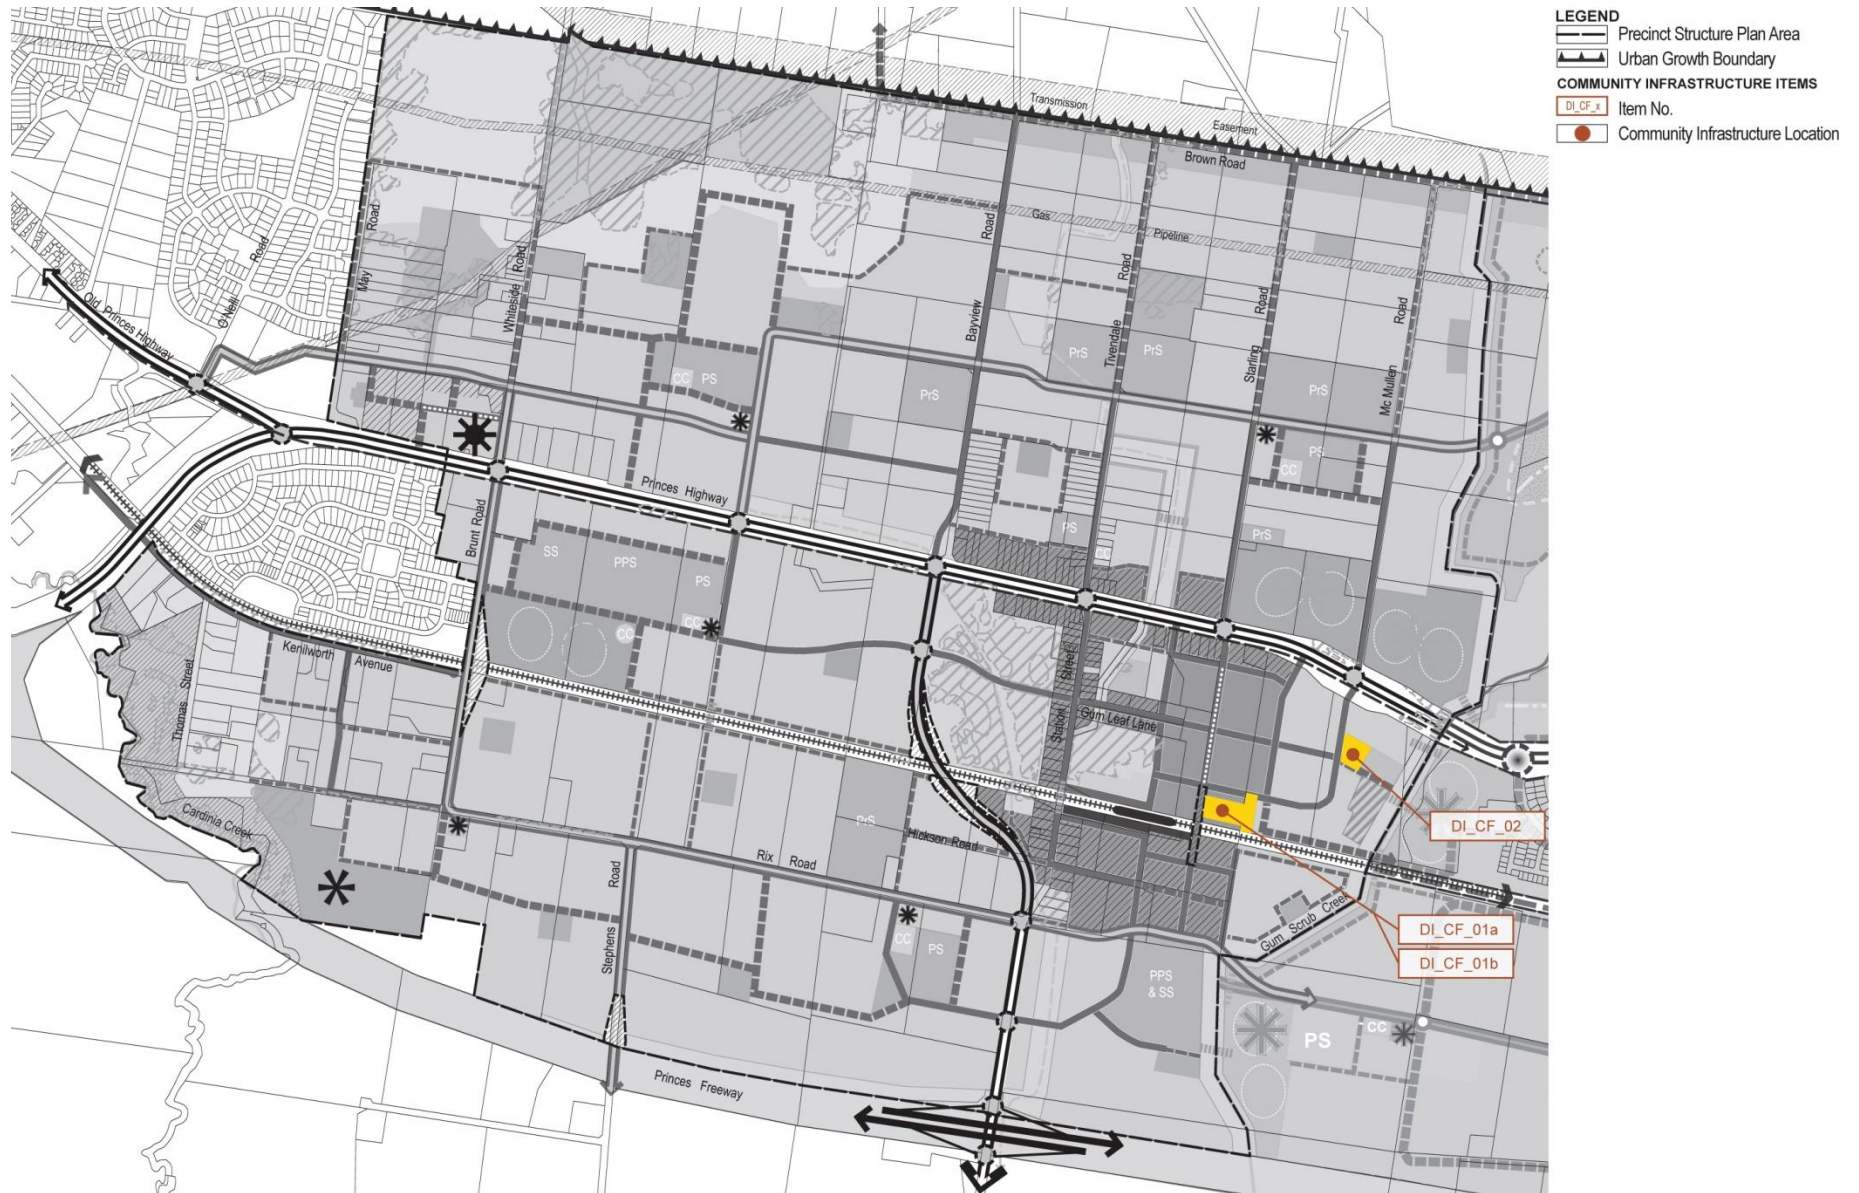 LEGEND
Precinct Structure Plan Area
Urban Growth Boundary
COMMUNITY INFRASTRUCTURE ITEMS
DI_CF_x
Item No.
Community Infrastructure Location
Transmission
Easement
Brown Road
Gas
Pipeline
May Road
O'Neill Road
Whiteside Road
Bayview Road
Tivendale Road
Starling Road
Mc Mullen Road
Old Princes Highway
PrS
PrS
CC
PS
PrS
PrS
PS
CC
Princes Highway
Brunt Road
SS
PPS
PS
PS
CC
PrS
CC
CC
Kenilworth Avenue
Thomas Street
Station Street
Gum Leaf Lane
Cardinia Creek
PrS
Hickson Road
DI_CF_02
Rix Road
Stephens Road
CC
PS
Gum Scrub Creek
DI_CF_01a
DI_CF_01b
PPS
& SS
PS
CC
Princes Freeway